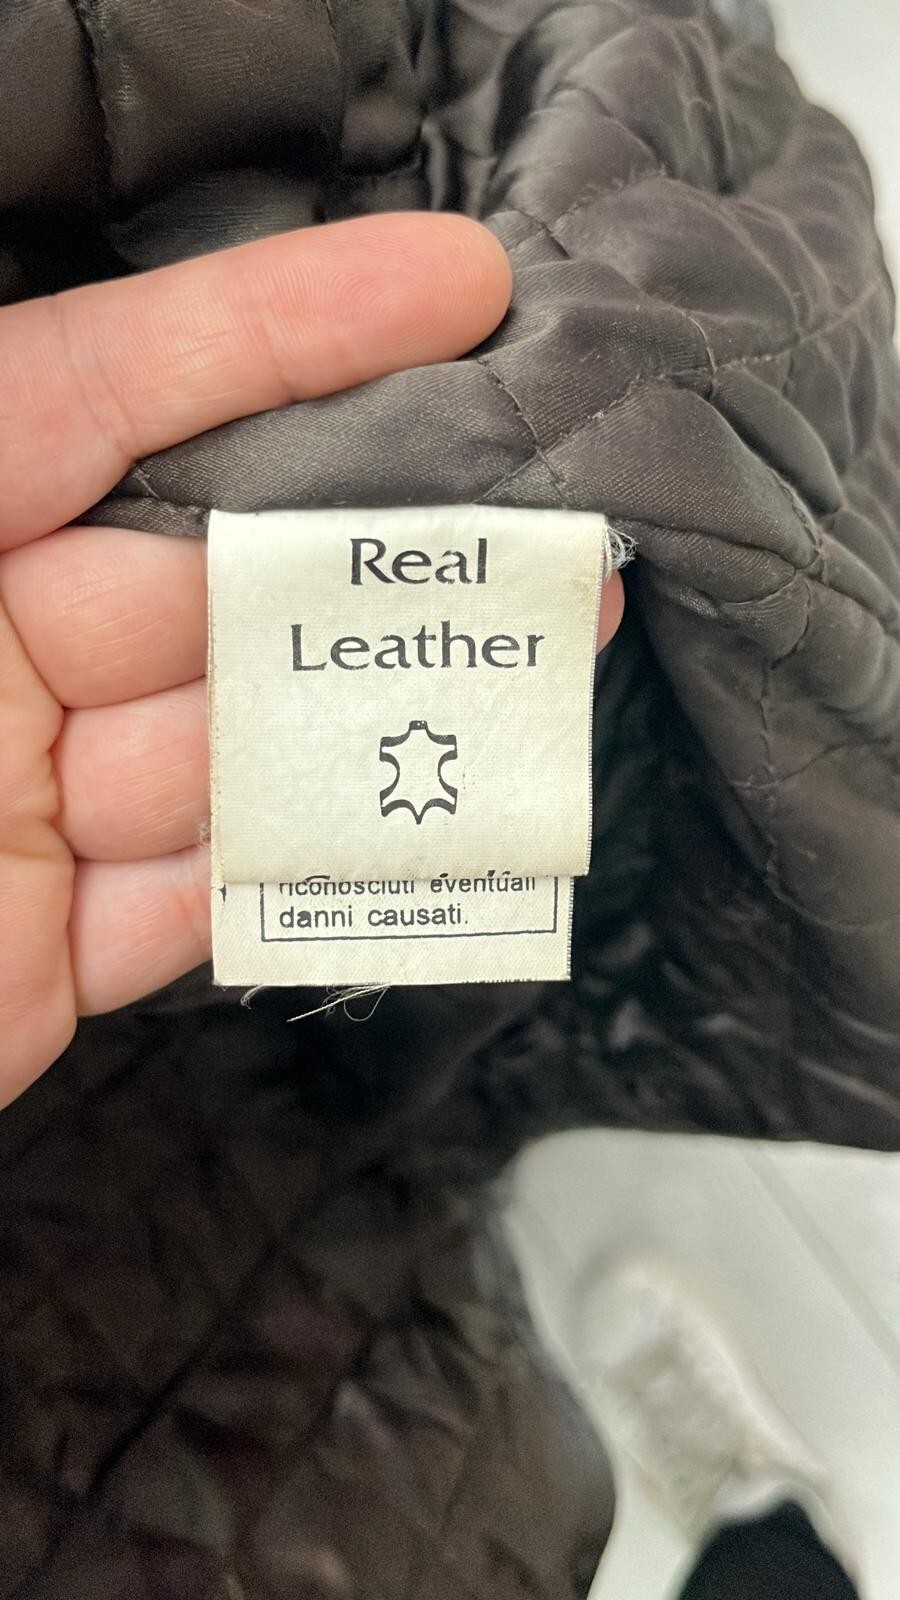 Real
Leather
riconosciuti eventuali
danni causati.